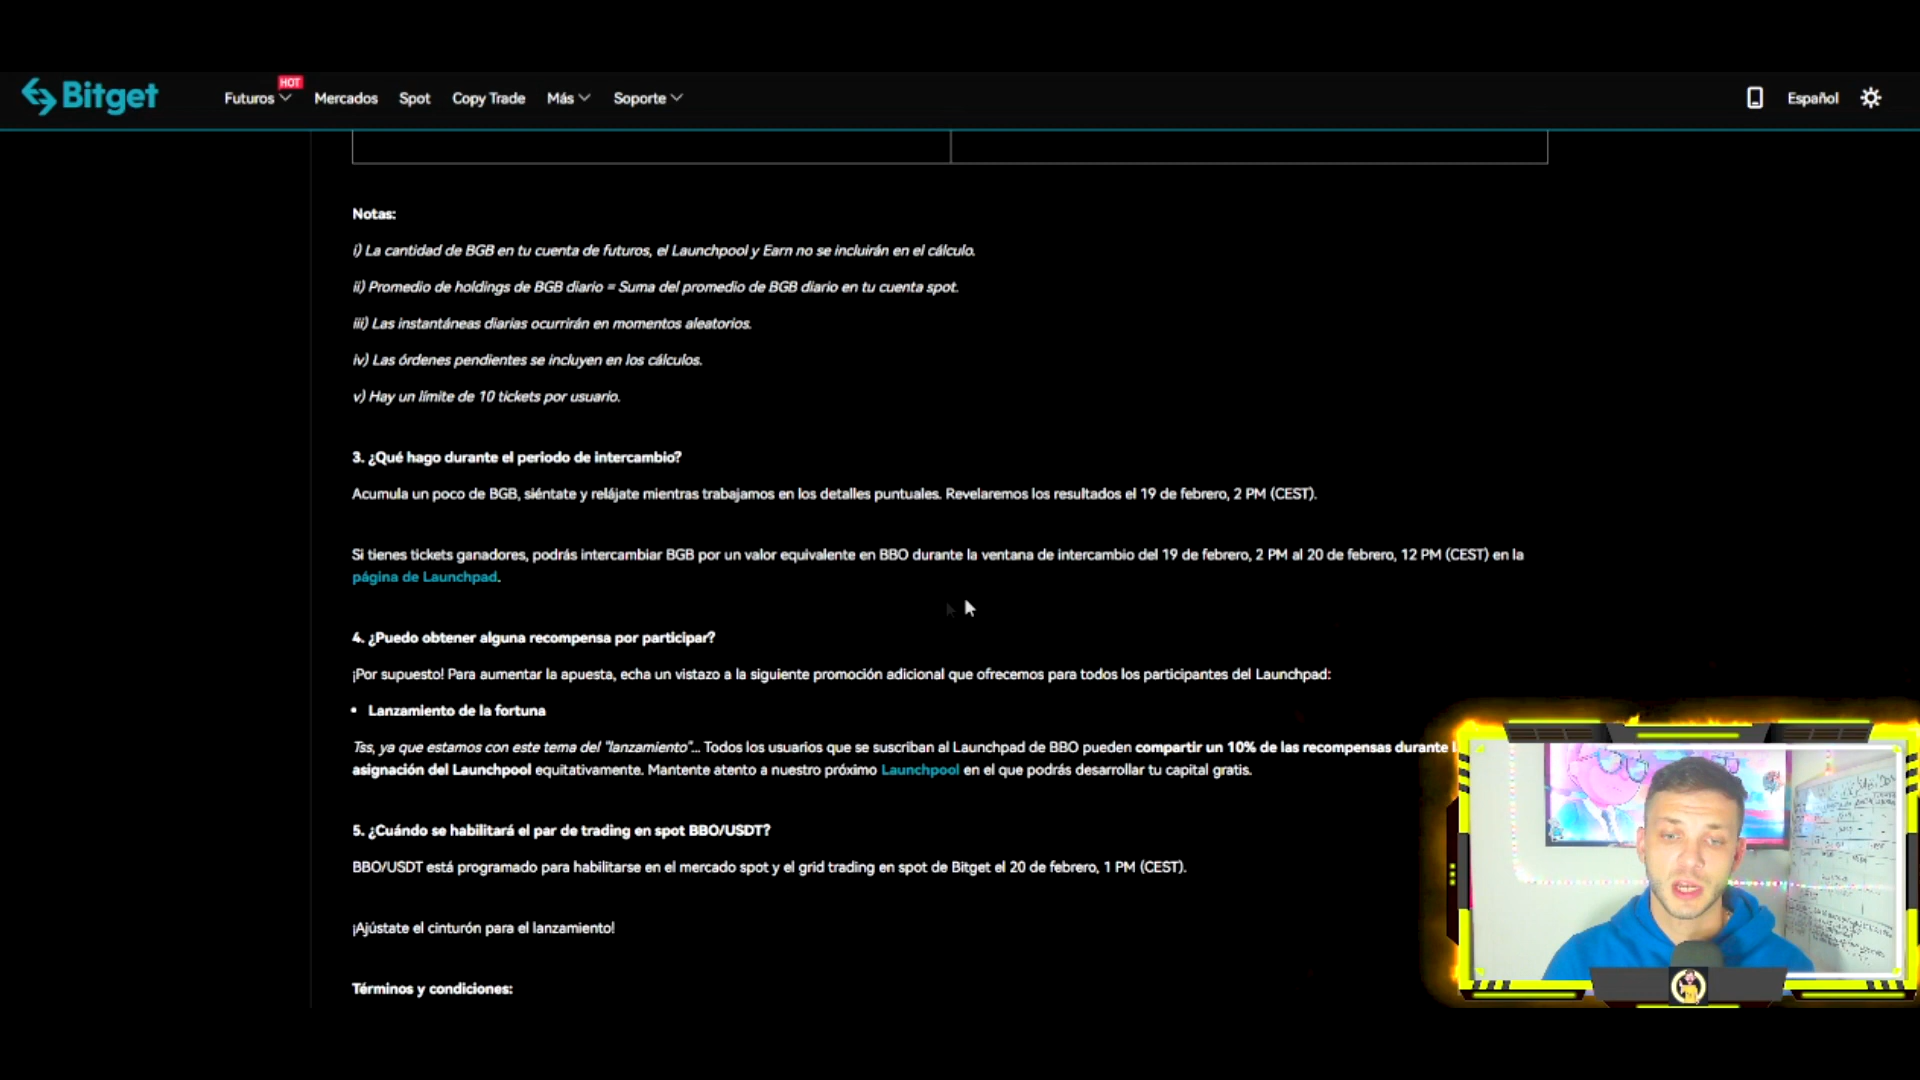 Bitget
HOT
Futuros
Mercados
Spot
Copy Trade
Más
Soporte
Español
Notas:
i) La cantidad de BGB en tu cuenta de futuros, el Launchpool y Earn no se incluirán en el cálculo.
ii) Promedio de holdings de BGB diario = Suma del promedio de BGB diario en tu cuenta spot.
iii) Las instantáneas diarias ocurrirán en momentos aleatorios.
iv) Las órdenes pendientes se incluyen en los cálculos.
v) Hay un límite de 10 tickets por usuario.
3. ¿Qué hago durante el periodo de intercambio?
Acumula un poco de BGB, siéntate y relájate mientras trabajamos en los detalles puntuales. Revelaremos los resultados el 19 de febrero, 2 PM (CEST).
Si tienes tickets ganadores, podrás intercambiar BGB por un valor equivalente en BBO durante la ventana de intercambio del 19 de febrero, 2 PM al 20 de febrero, 12 PM (CEST) en la
página de Launchpad.
4. ¿Puedo obtener alguna recompensa por participar?
¡Por supuesto! Para aumentar la apuesta, echa un vistazo a la siguiente promoción adicional que ofrecemos para todos los participantes del Launchpad:
• Lanzamiento de la fortuna
Tss, ya que estamos con este tema del "lanzamiento"... Todos los usuarios que se suscriban al Launchpad de BBO pueden compartir un 10% de las recompensas durante
asignación del Launchpool equitativamente. Mantente atento a nuestro próximo Launchpool en el que podrás desarrollar tu capital gratis.
5. ¿Cuándo se habilitará el par de trading en spot BBO/USDT?
BBO/USDT está programado para habilitarse en el mercado spot y el grid trading en spot de Bitget el 20 de febrero, 1 PM (CEST).
¡Ajústate el cinturón para el lanzamiento!
Términos y condiciones: